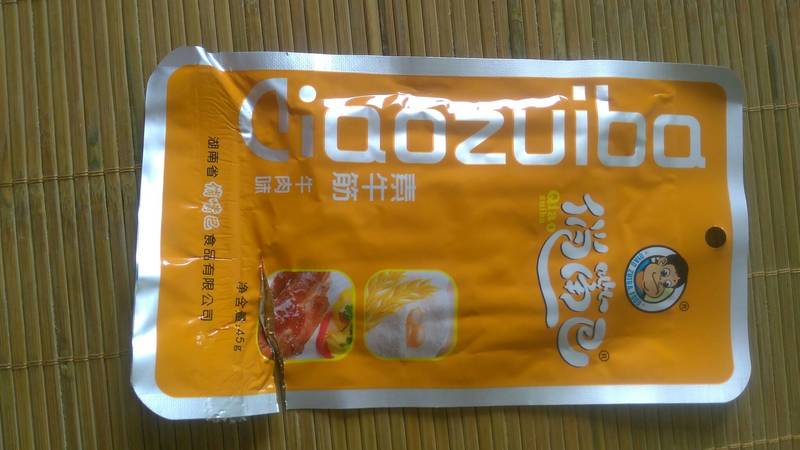 俏嘴巴
Qiao
素牛筋
牛肉味
净含量:45g
湖南省俏嘴巴食品有限公司